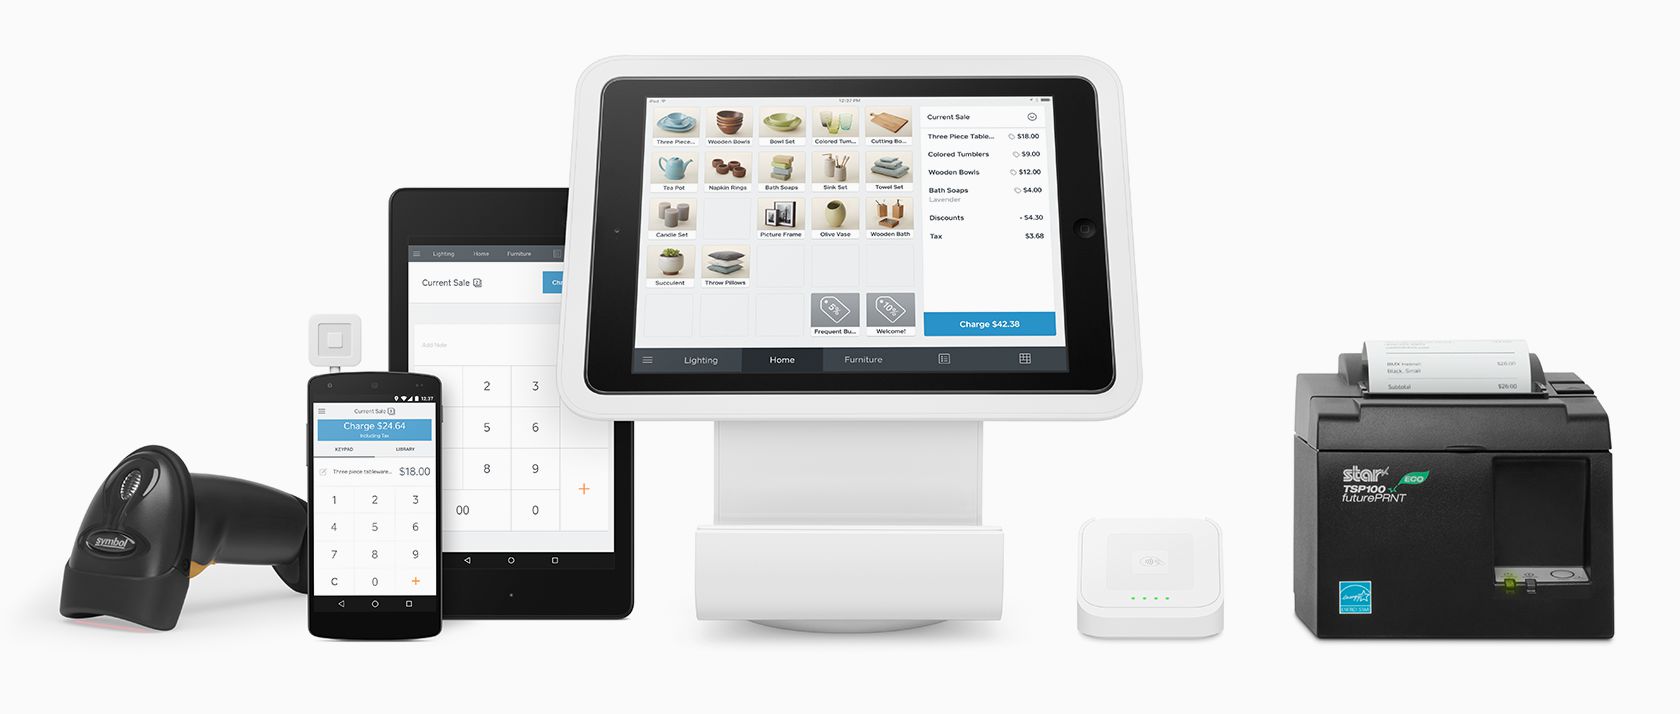 symbol
12:37
Current Sale 1
Charge $24.64
Including Tax
KEYPAD
LIBRARY
Three piece tableware... $18.00
1 2 3
4 5 6
7 8 9
C 0 +
Lighting Home Furniture
Current Sale 2
Cha
Add Note
2 3
5 6
8 9 +
00 0
iPad
12:37 PM
Three Piece...
Wooden Bowls
Bowl Set
Colored Tum...
Cutting Bo...
Tea Pot
Napkin Rings
Bath Soaps
Sink Set
Towel Set
Candle Set
Picture Frame
Olive Vase
Wooden Bath
Succulent
Throw Pillows
5%
Frequent Bu...
10%
Welcome!
Current Sale
Three Piece Table... $18.00
Colored Tumblers $9.00
Wooden Bowls $12.00
Bath Soaps $4.00
Lavender
Discounts - $4.30
Tax $3.68
Charge $42.38
Lighting Home Furniture
BMX Helmet $26.00
Black, Small
Subtotal $26.00
star
ECO
TSP100
futurePRNT
energy
ENERGY STAR